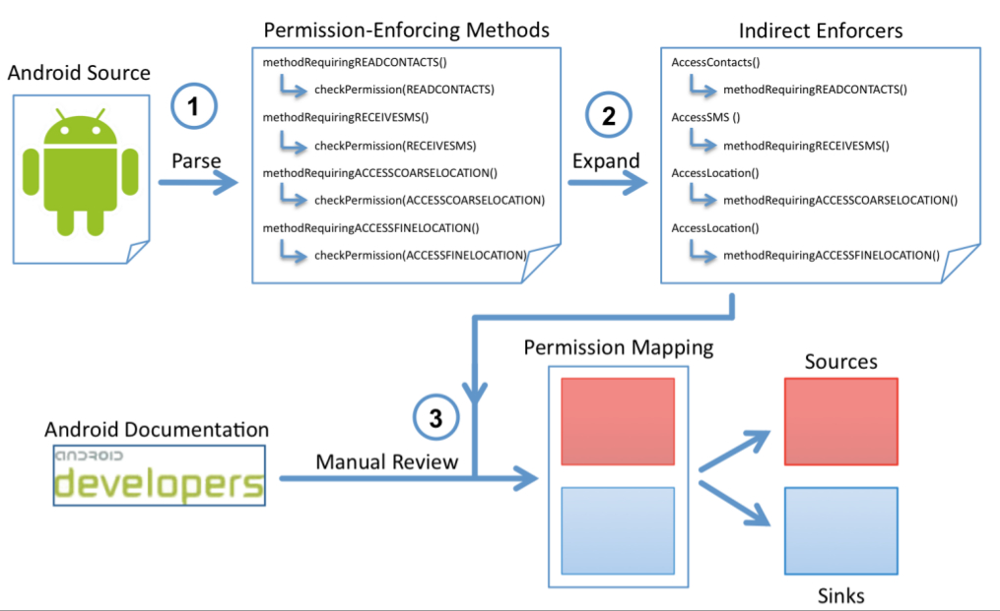 Permission-Enforcing Methods
Indirect Enforcers
Android Source
1
Parse
methodRequiringREADCONTACTS()
checkPermission(READCONTACTS)
methodRequiringRECEIVESMS()
checkPermission(RECEIVESMS)
methodRequiringACCESSCOARSELOCATION()
checkPermission(ACCESSCOARSELOCATION)
methodRequiringACCESSFINELOCATION()
checkPermission(ACCESSFINELOCATION)
2
Expand
AccessContacts()
methodRequiringREADCONTACTS()
AccessSMS ()
methodRequiringRECEIVESMS()
AccessLocation()
methodRequiringACCESSCOARSELOCATION()
AccessLocation()
methodRequiringACCESSFINELOCATION()
Permission Mapping
Sources
3
Android Documentation
ANDROID
developers
Manual Review
Sinks